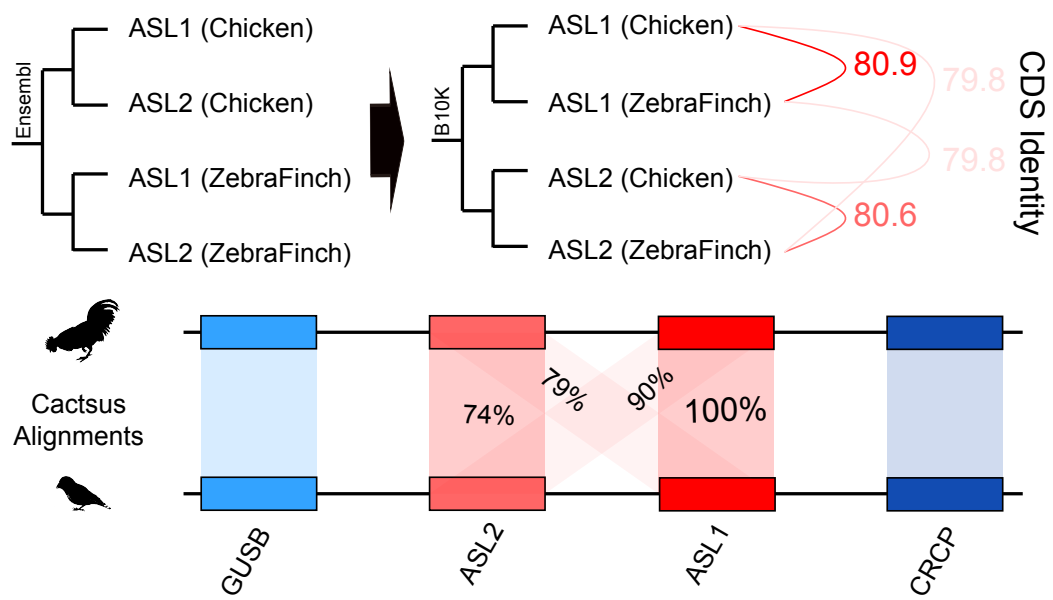 Ensembl
ASL1 (Chicken)
ASL2 (Chicken)
ASL1 (ZebraFinch)
ASL2 (ZebraFinch)
B10K
ASL1 (Chicken)
ASL1 (ZebraFinch)
ASL2 (Chicken)
ASL2 (ZebraFinch)
80.9
79.8
79.8
80.6
CDS Identity
Cactsus
Alignments
74%
79%
90%
100%
GUSB
ASL2
ASL1
CRCP